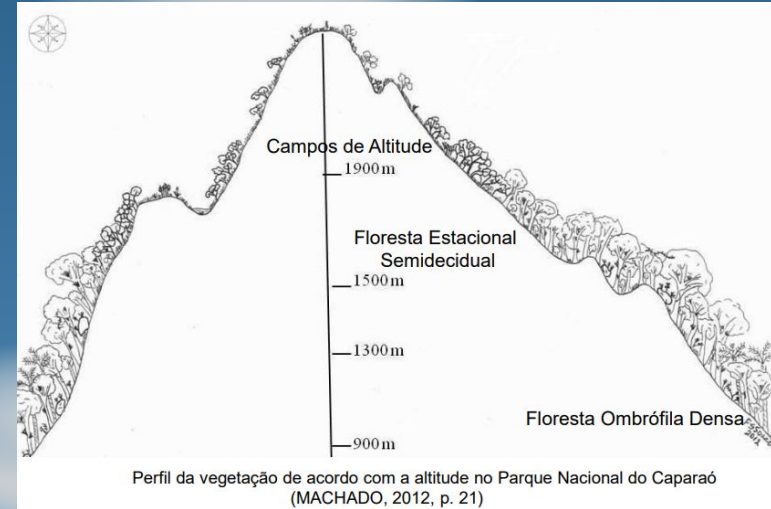 Campos de Altitude
1900m
Floresta Estacional
Semidecidual
1500m
1300m
Floresta Ombrófila Densa
900m
2012
Perfil da vegetação de acordo com a altitude no Parque Nacional do Caparaó
(MACHADO, 2012, p. 21)